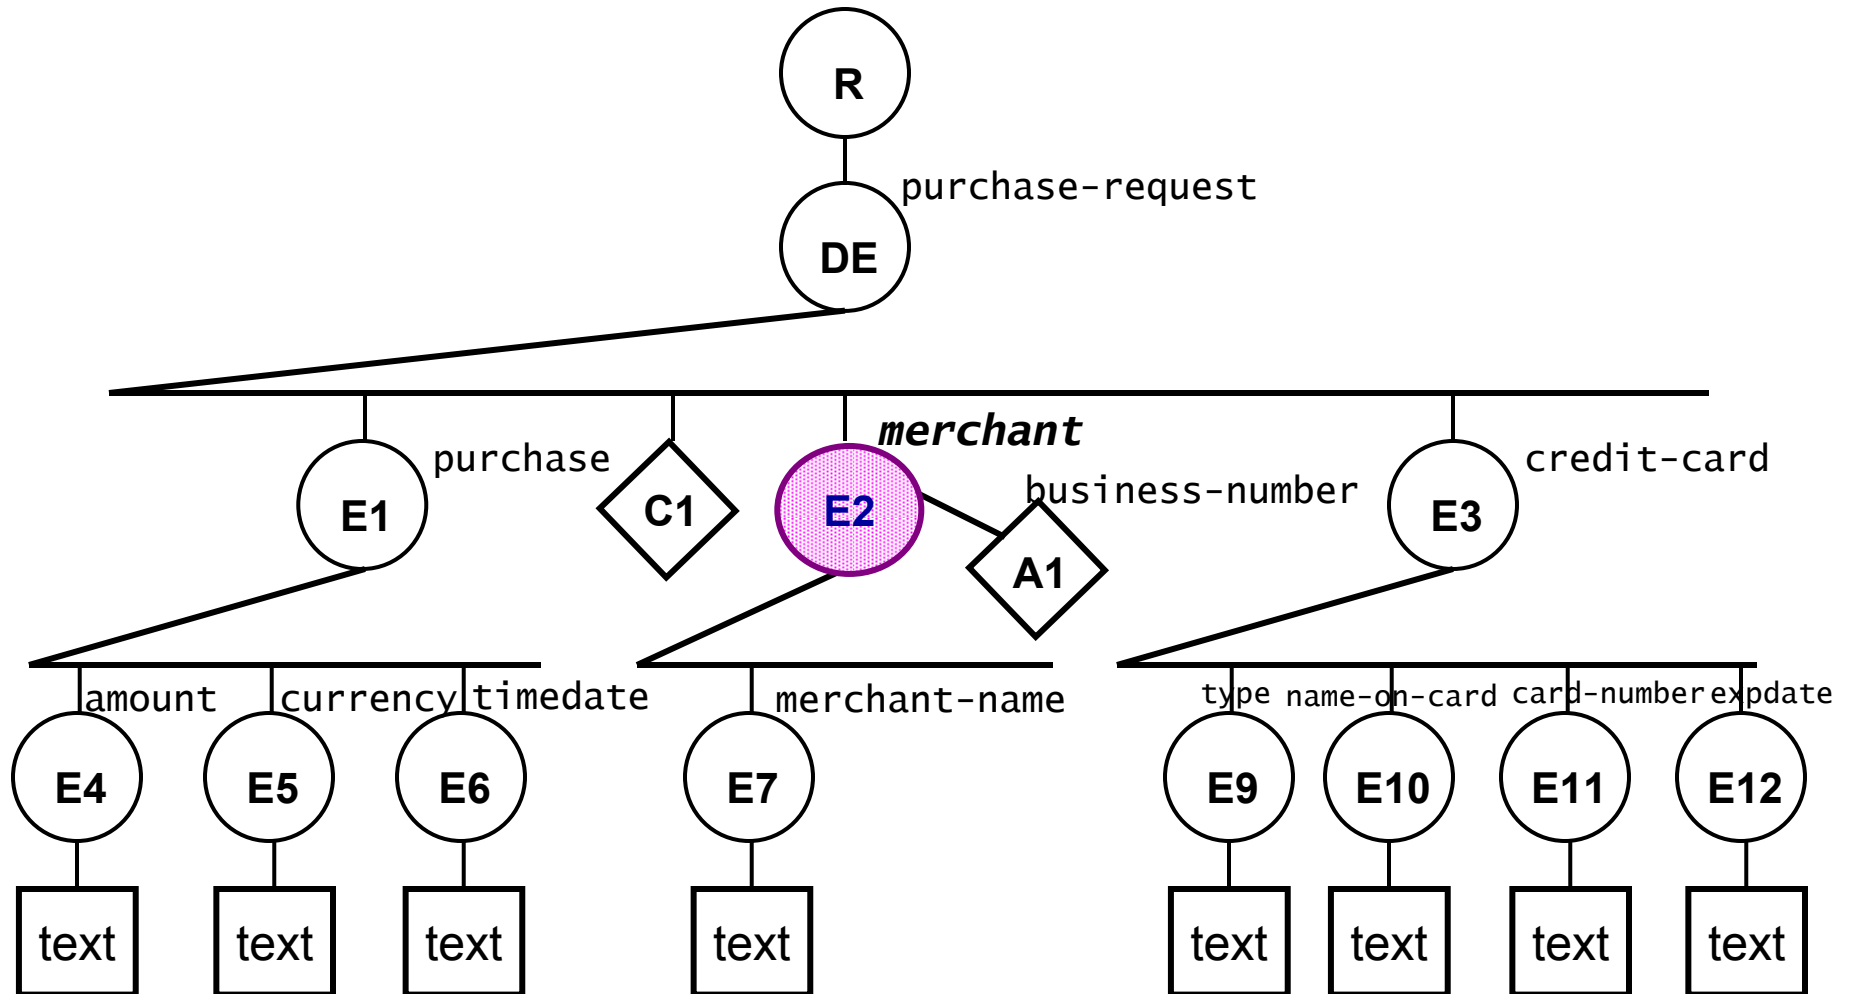 R
purchase-request
DE
merchant
purchase
credit-card
business-number
E1
C1
E2
E3
A1
amount
currency
timedate
merchant-name
type
name-on-card
card-number
expdate
E4
E5
E6
E7
E9
E10
E11
E12
text
text
text
text
text
text
text
text